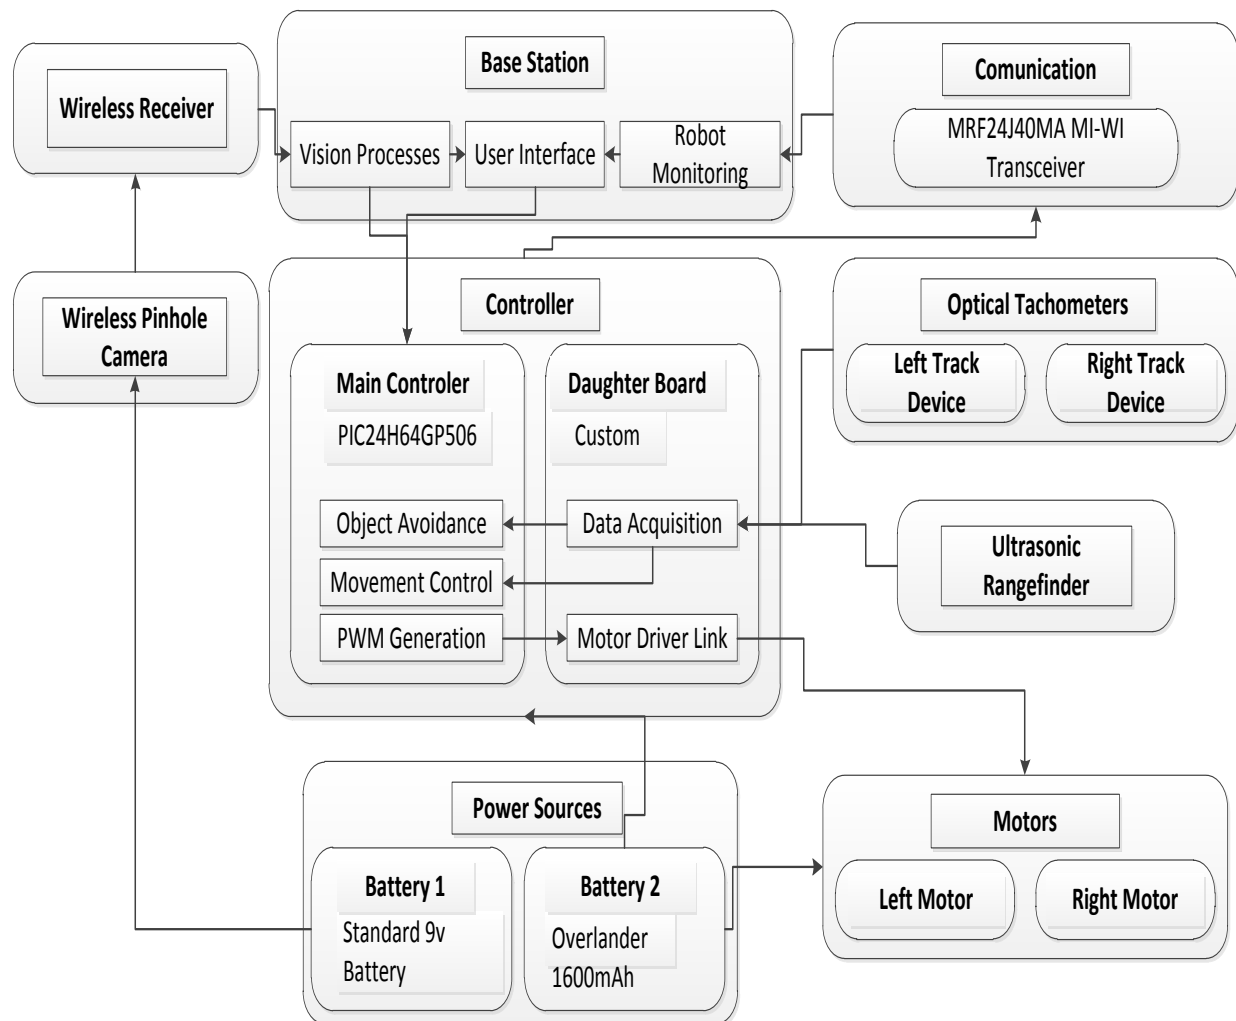 Base Station
Wireless Receiver
Comunication
MRF24J40MA MI-WI
Transceiver
Vision Processes
User Interface
Robot
Monitoring
Controller
Wireless Pinhole
Camera
Optical Tachometers
Left Track
Device
Right Track
Device
Main Controler
PIC24H64GP506
Daughter Board
Custom
Object Avoidance
Data Acquisition
Movement Control
PWM Generation
Motor Driver Link
Ultrasonic
Rangefinder
Power Sources
Battery 1
Standard 9v
Battery
Battery 2
Overlander
1600mAh
Motors
Left Motor
Right Motor